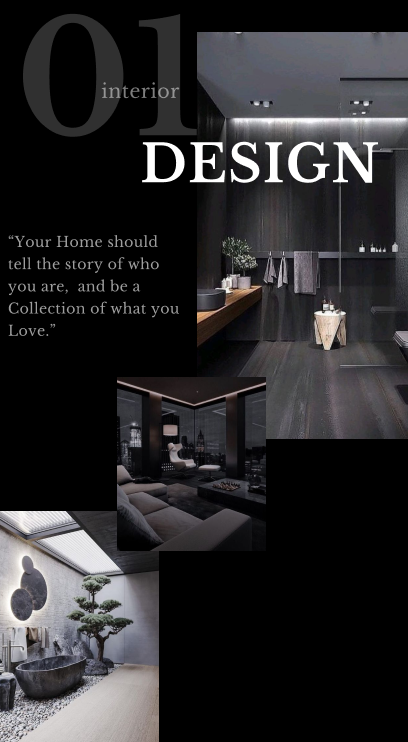 01
interior
DESIGN
“Your Home should
tell the story of who
you are,  and be a
Collection of what you
Love.”